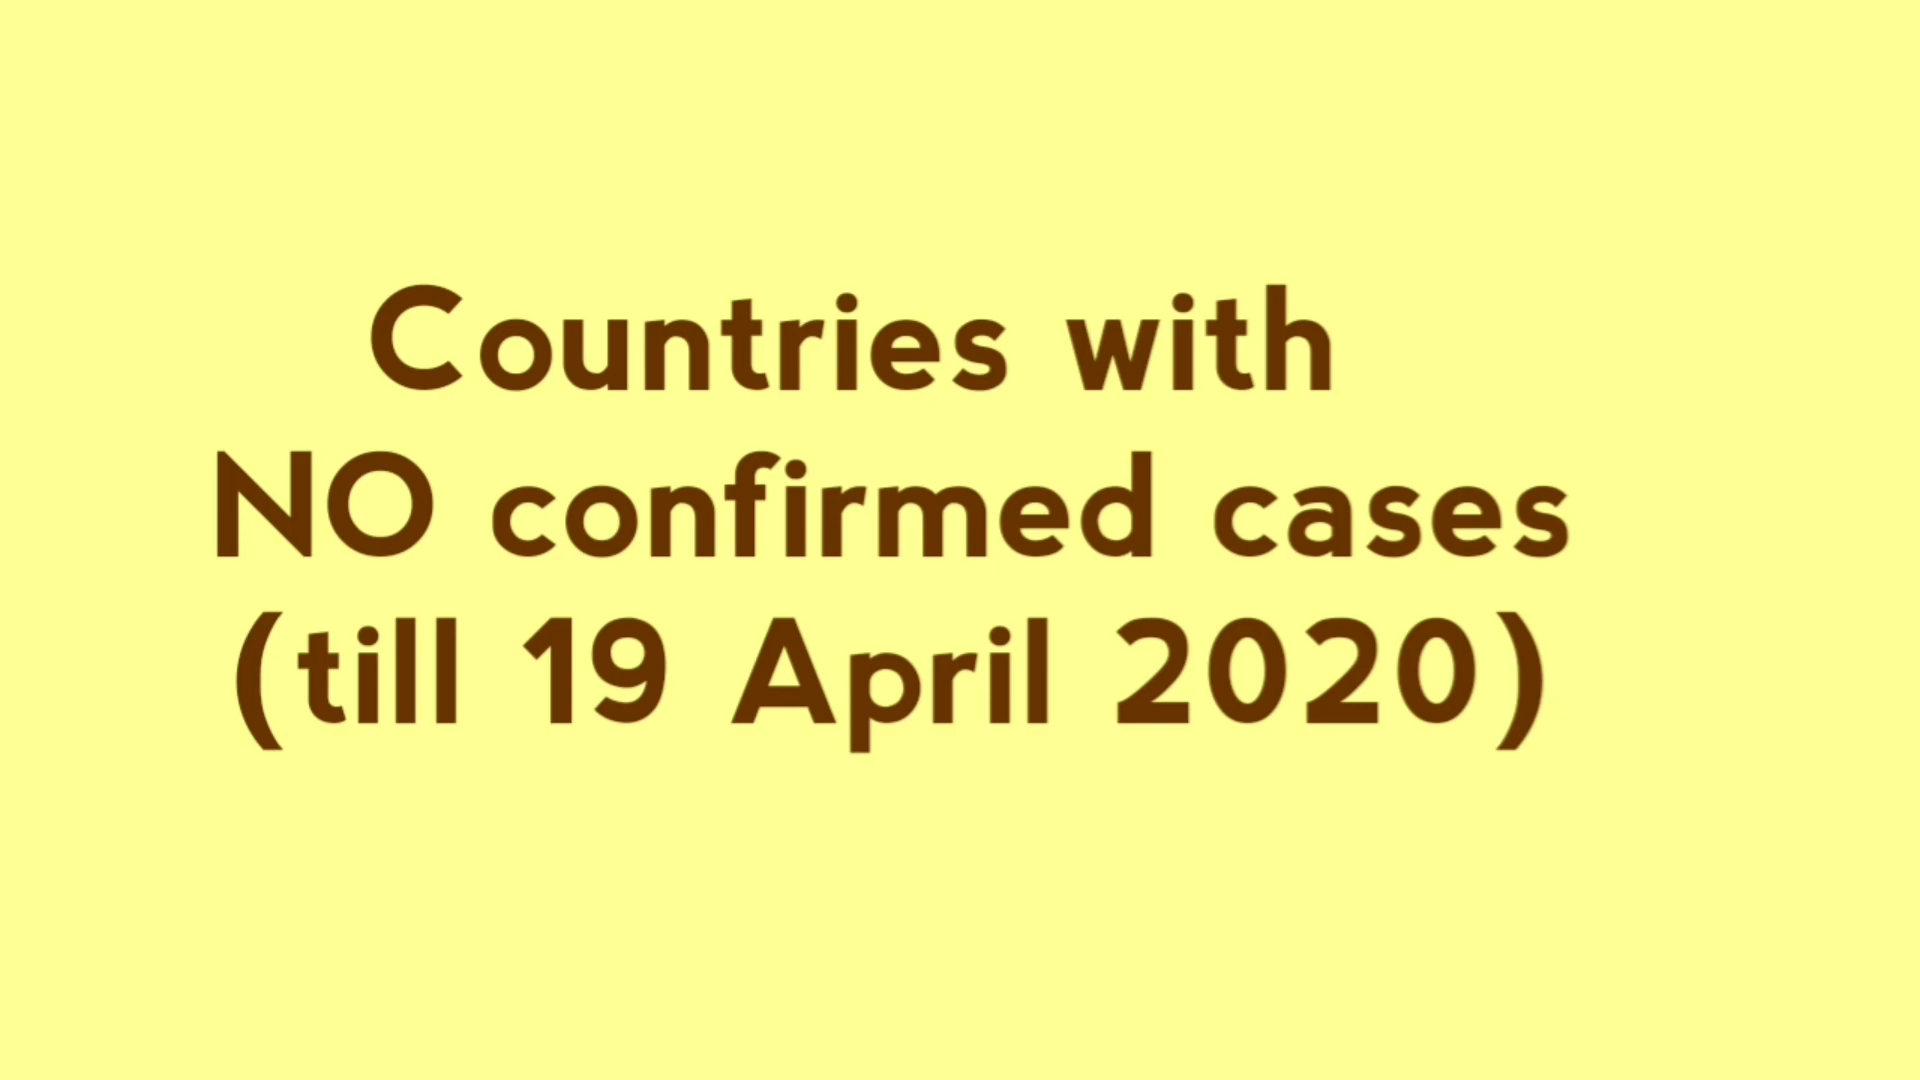 Countries with
NO confirmed cases
(till 19 April 2020)